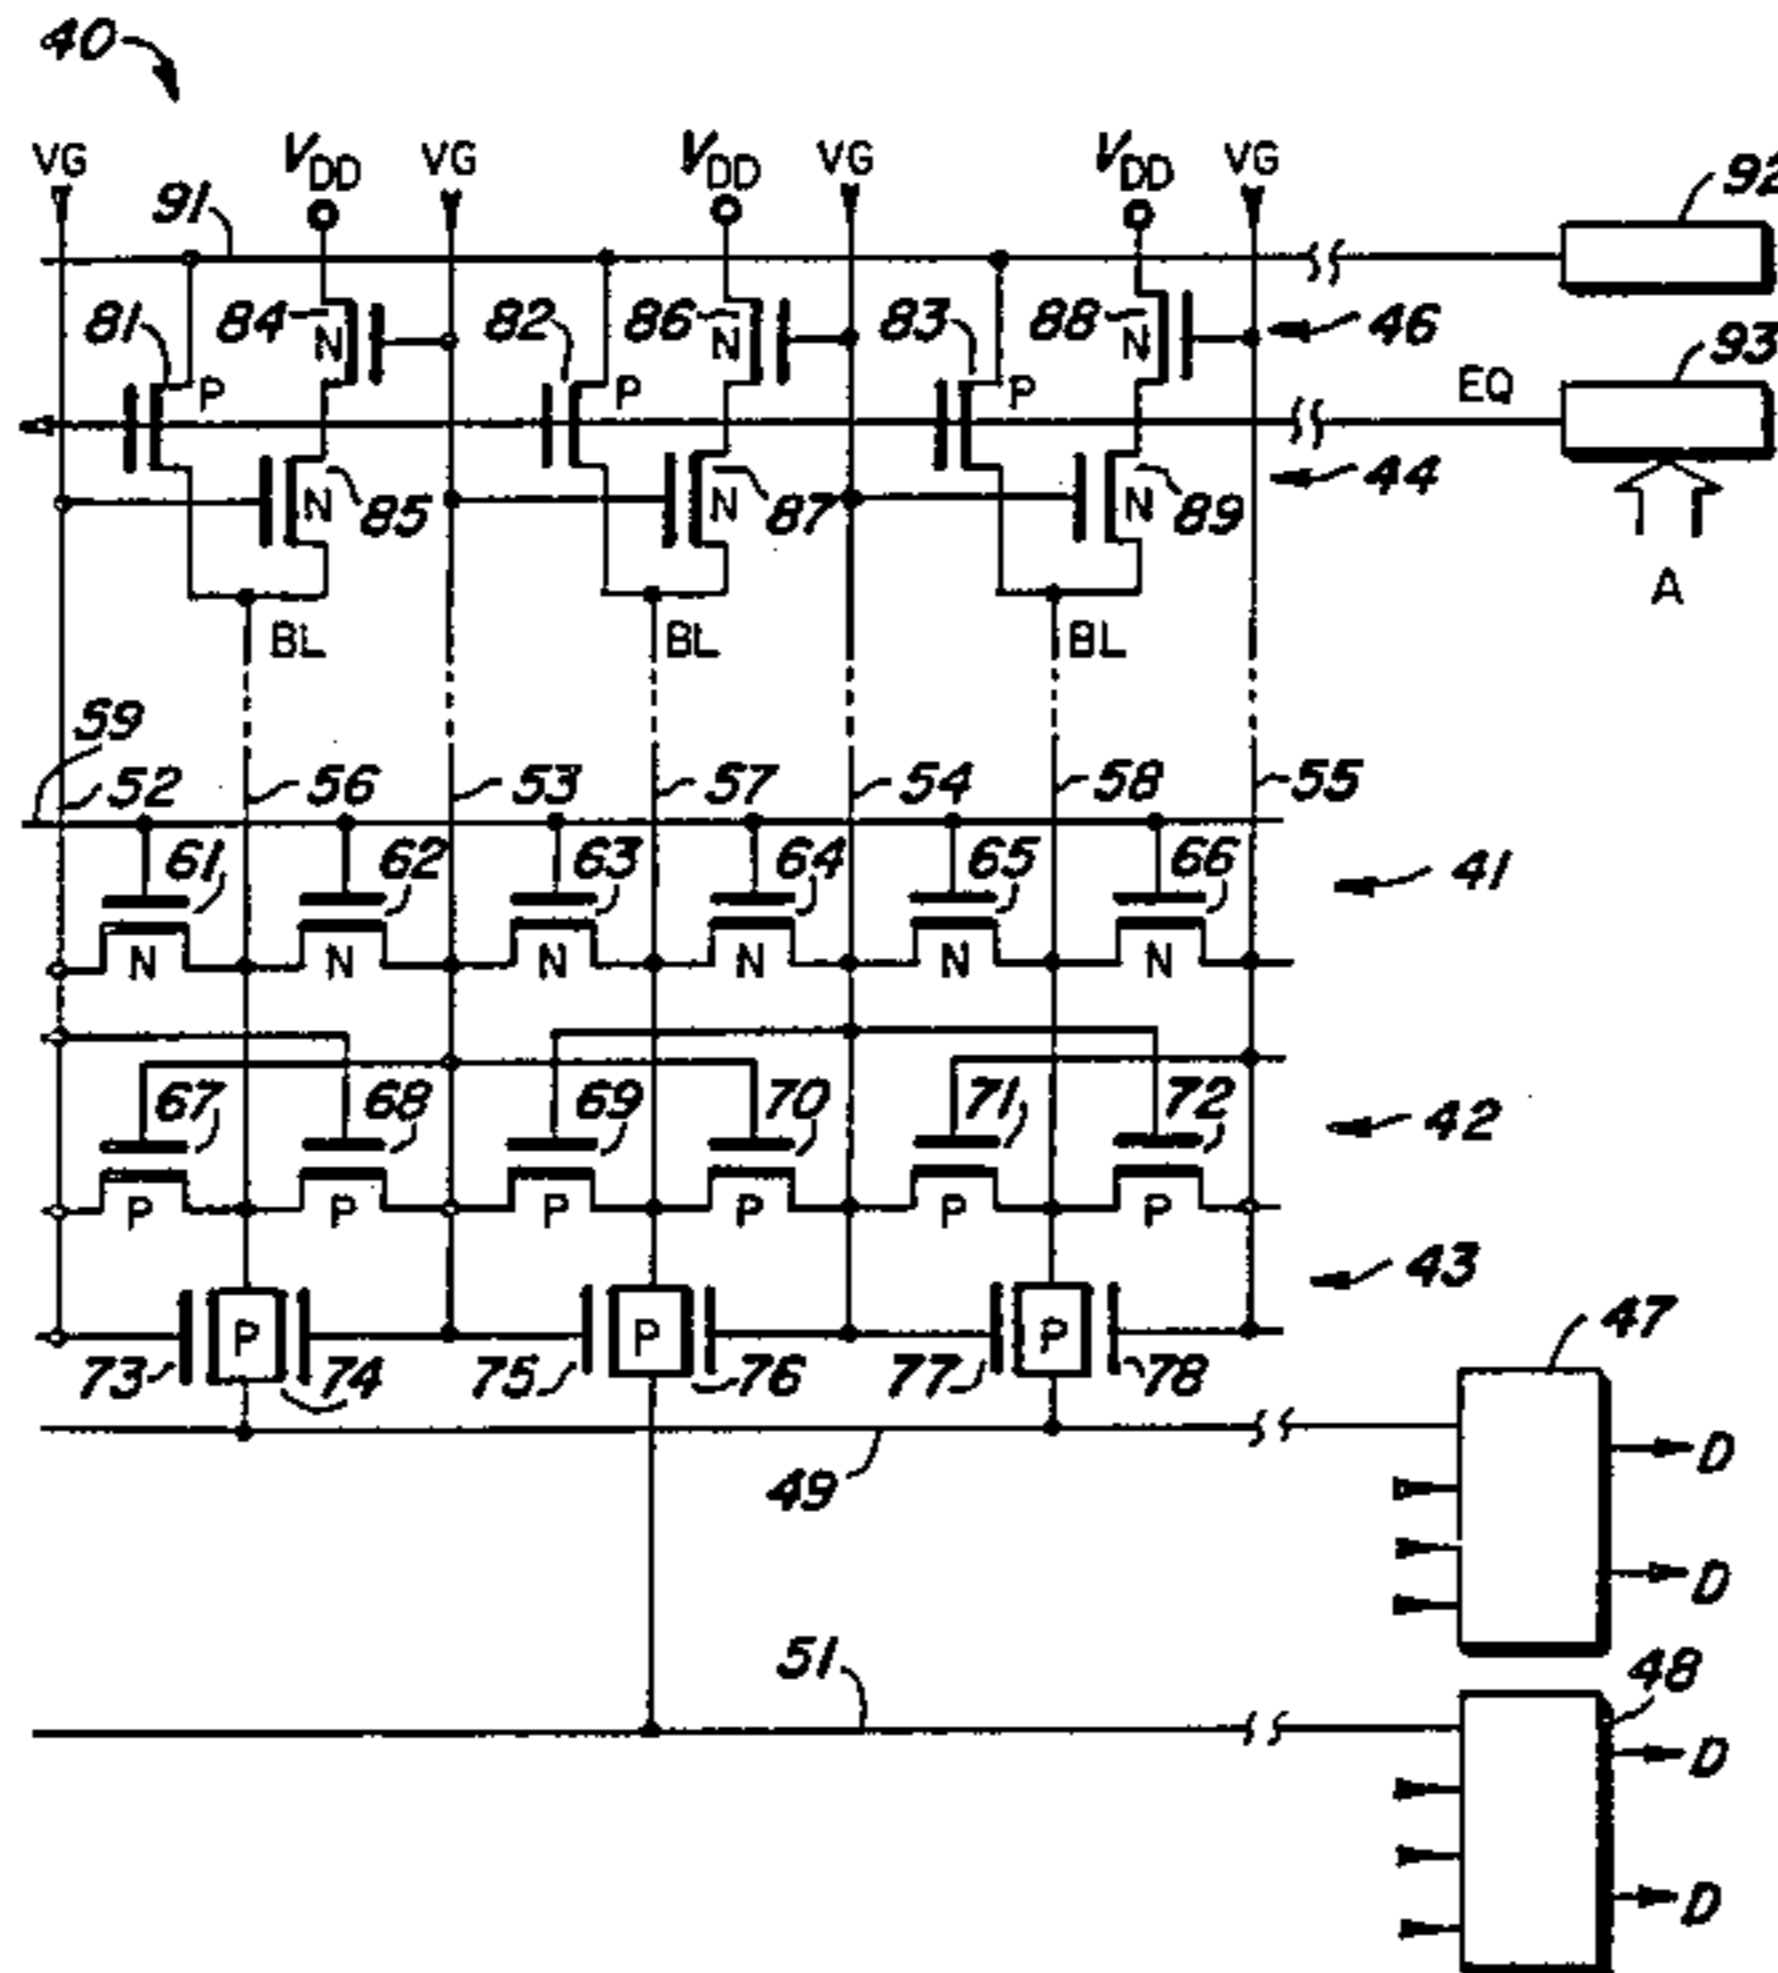 40
VG VDD VG VDD VG VDD VG
91 92
81 84 N 82 86 N 83 88 N 46
P P P EQ 93
N 85 N 87 N 89 44
A
BL BL BL
59
52 56 53 57 54 58 55
61 62 63 64 65 66 41
N N N N N N
67 68 69 70 71 72 42
P P P P P P
43
P P P 47
73 74 75 76 77 78
D
49
D
51 48
D
D